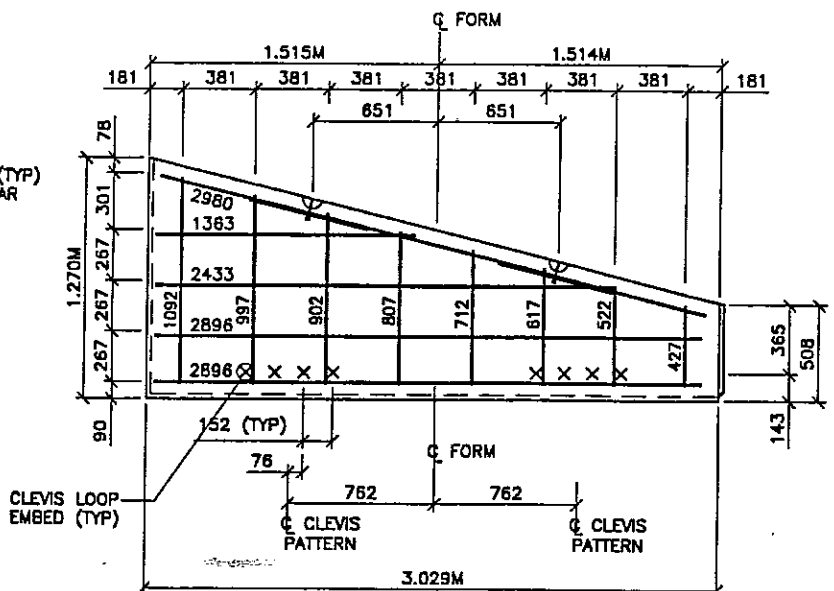 ℄ FORM
1.515M 1.514M
181 381 381 381 381 381 381 381 181
651 651
78
(TYP)
AR
301
2980
1363
267
1.270M
2433
267
1092 997 902 807 712 617 522 427
2896
267
2896
365
508
90
143
152 (TYP)
℄ FORM
76
762 762
CLEVIS LOOP
EMBED (TYP)
℄ CLEVIS
PATTERN
℄ CLEVIS
PATTERN
3.029M